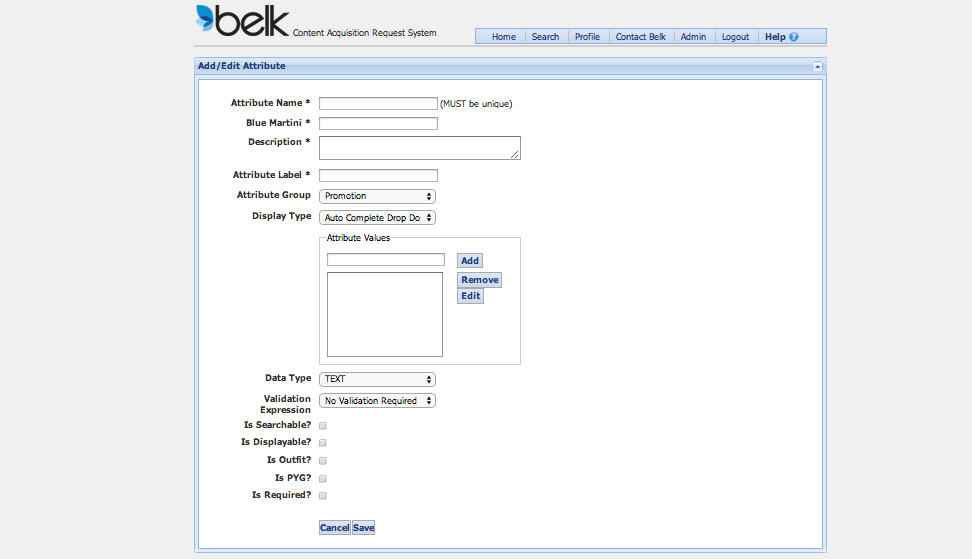 belk Content Acquisition Request System
Home Search Profile Contact Belk Admin Logout Help ?
Add/Edit Attribute
Attribute Name * (MUST be unique)
Blue Martini *
Description *
Attribute Label *
Attribute Group Promotion
Display Type Auto Complete Drop Do
Attribute Values
Add
Remove
Edit
Data Type TEXT
Validation Expression No Validation Required
Is Searchable?
Is Displayable?
Is Outfit?
Is PYG?
Is Required?
Cancel Save